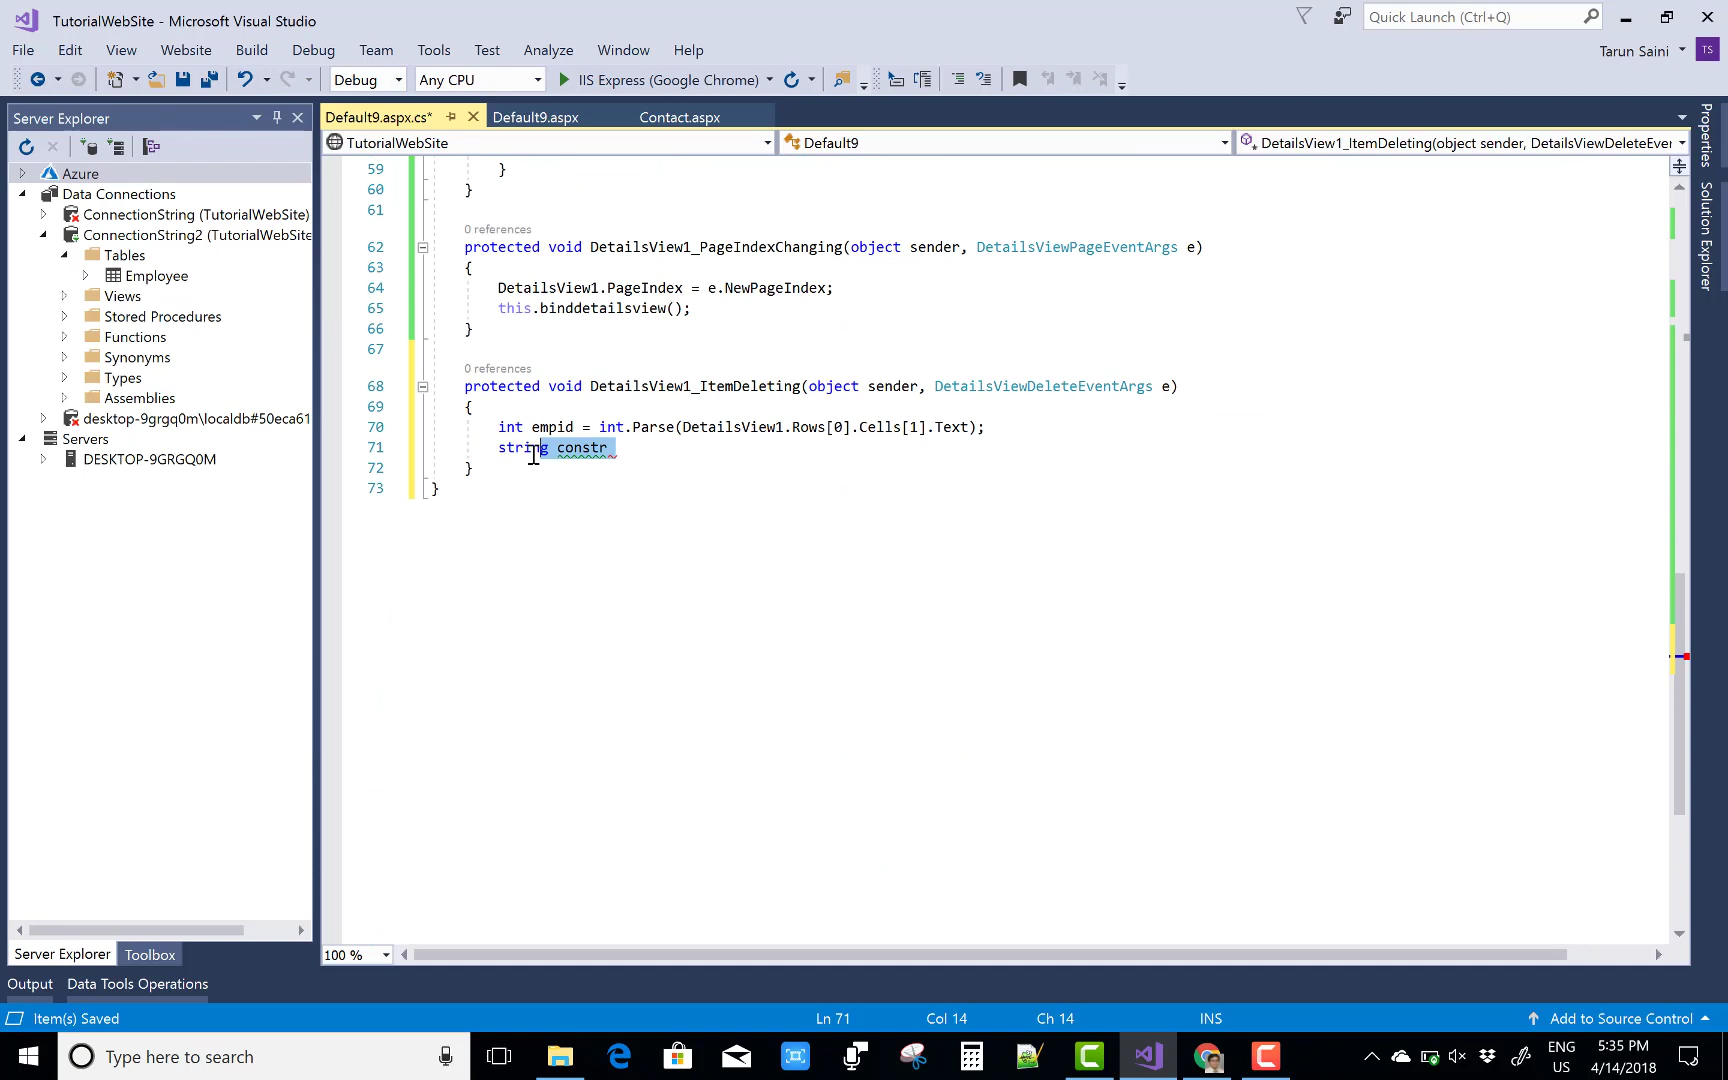 TutorialWebSite - Microsoft Visual Studio
Quick Launch (Ctrl+Q)
File Edit View Website Build Debug Team Tools Test Analyze Window Help
Tarun Saini TS
Debug Any CPU IIS Express (Google Chrome)
Server Explorer
Default9.aspx.cs* Default9.aspx Contact.aspx
TutorialWebSite Default9 DetailsView1_ItemDeleting(object sender, DetailsViewDeleteEver
Azure
Data Connections
ConnectionString (TutorialWebSite)
ConnectionString2 (TutorialWebSite
Tables
Employee
Views
Stored Procedures
Functions
Synonyms
Types
Assemblies
desktop-9grgq0m\localdb#50eca61
Servers
DESKTOP-9GRGQ0M
59 }
60 }
61
0 references
62 protected void DetailsView1_PageIndexChanging(object sender, DetailsViewPageEventArgs e)
63 {
64 DetailsView1.PageIndex = e.NewPageIndex;
65 this.binddetailsview();
66 }
67
0 references
68 protected void DetailsView1_ItemDeleting(object sender, DetailsViewDeleteEventArgs e)
69 {
70 int empid = int.Parse(DetailsView1.Rows[0].Cells[1].Text);
71 string constr
72 }
73 }
Properties
Solution Explorer
100 %
Server Explorer Toolbox
Output Data Tools Operations
Item(s) Saved Ln 71 Col 14 Ch 14 INS Add to Source Control
Type here to search
ENG
US
5:35 PM
4/14/2018